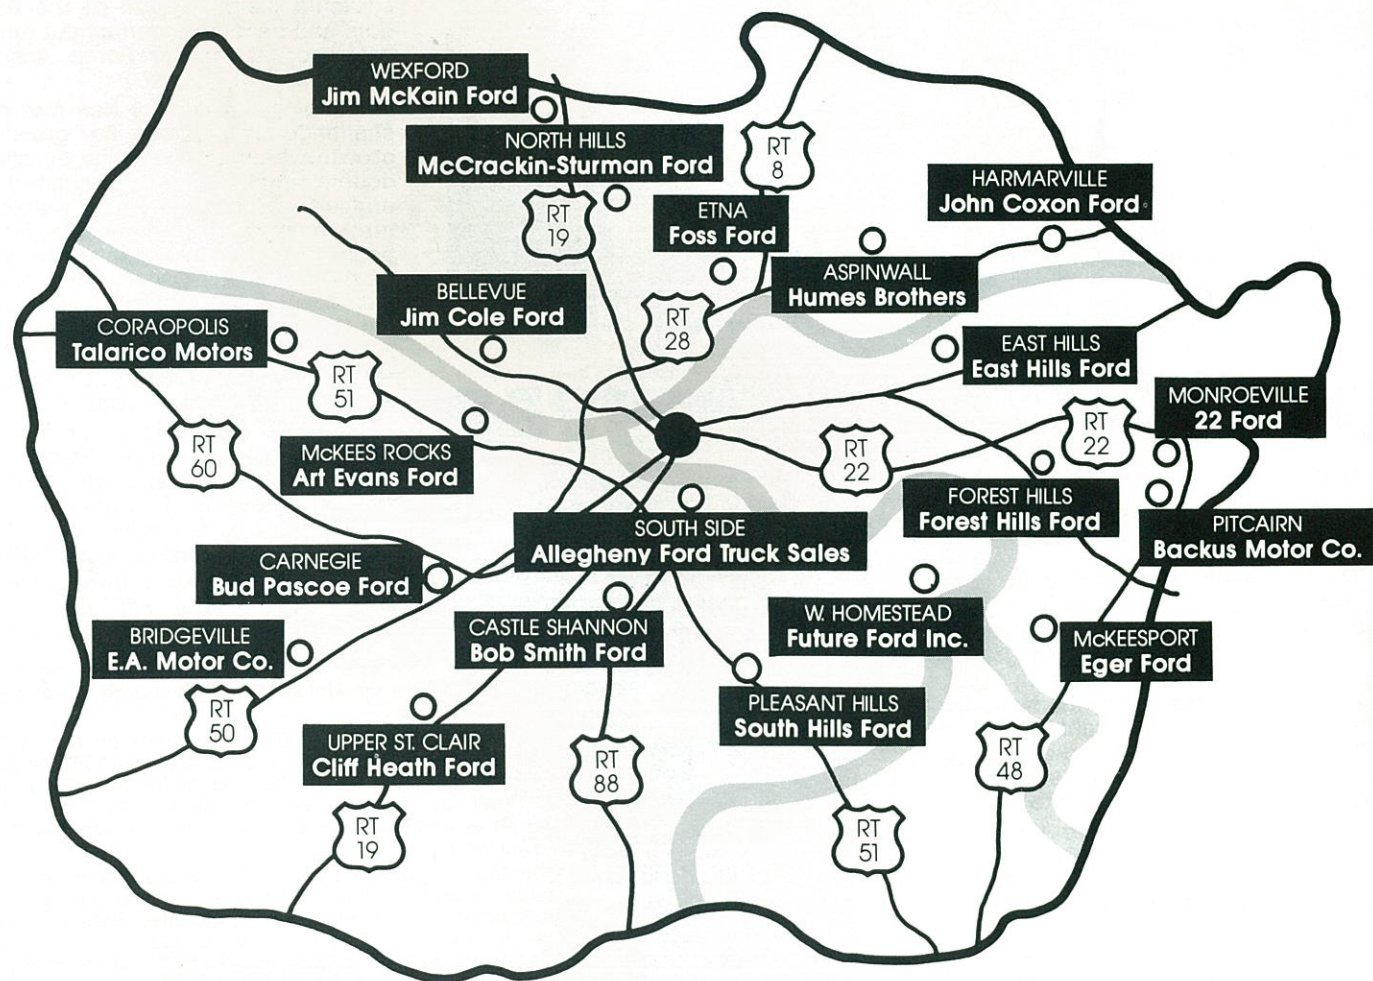 WEXFORD
Jim McKain Ford
NORTH HILLS
McCrackin-Sturman Ford
RT
8
HARMARVILLE
John Coxon Ford
RT
19
ETNA
Foss Ford
ASPINWALL
Humes Brothers
BELLEVUE
Jim Cole Ford
RT
28
CORAOPOLIS
Talarico Motors
EAST HILLS
East Hills Ford
RT
51
MONROEVILLE
22 Ford
RT
60
McKEES ROCKS
Art Evans Ford
RT
22
RT
22
FOREST HILLS
Forest Hills Ford
SOUTH SIDE
Allegheny Ford Truck Sales
PITCAIRN
Backus Motor Co.
CARNEGIE
Bud Pascoe Ford
BRIDGEVILLE
E.A. Motor Co.
CASTLE SHANNON
Bob Smith Ford
W. HOMESTEAD
Future Ford Inc.
McKEESPORT
Eger Ford
RT
50
UPPER ST. CLAIR
Cliff Heath Ford
PLEASANT HILLS
South Hills Ford
RT
88
RT
48
RT
19
RT
51